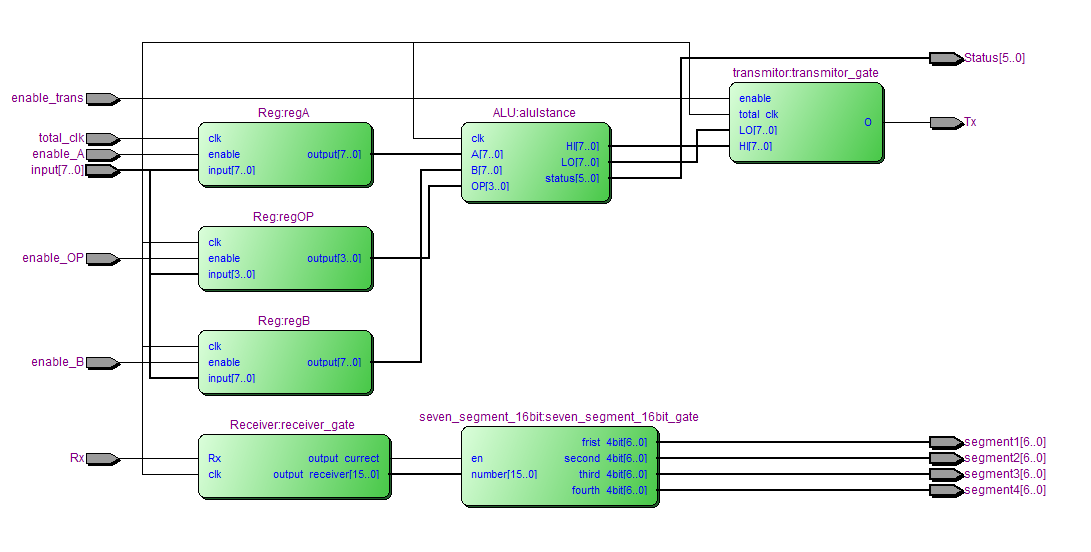 Status[5..0]
transmitor:transmitor_gate
enable_trans
enable
total_clk
LO[7..0]
HI[7..0]
O
Tx
Reg:regA
ALU:aluIstance
total_clk
enable_A
input[7..0]
clk
enable
input[7..0]
output[7..0]
clk
A[7..0]
B[7..0]
OP[3..0]
HI[7..0]
LO[7..0]
status[5..0]
Reg:regOP
enable_OP
clk
enable
input[3..0]
output[3..0]
Reg:regB
enable_B
clk
enable
input[7..0]
output[7..0]
Receiver:receiver_gate
seven_segment_16bit:seven_segment_16bit_gate
Rx
Rx
clk
output_currect
output_receiver[15..0]
en
number[15..0]
frist_4bit[6..0]
second_4bit[6..0]
third_4bit[6..0]
fourth_4bit[6..0]
segment1[6..0]
segment2[6..0]
segment3[6..0]
segment4[6..0]